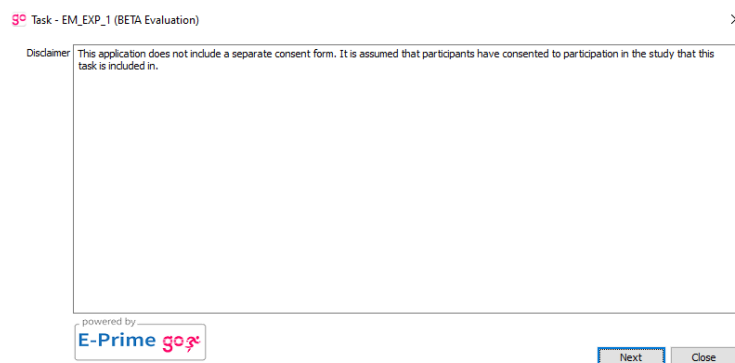 go Task - EM_EXP_1 (BETA Evaluation)
Disclaimer This application does not include a separate consent form. It is assumed that participants have consented to participation in the study that this
task is included in.
powered by
E-Prime go
Next Close